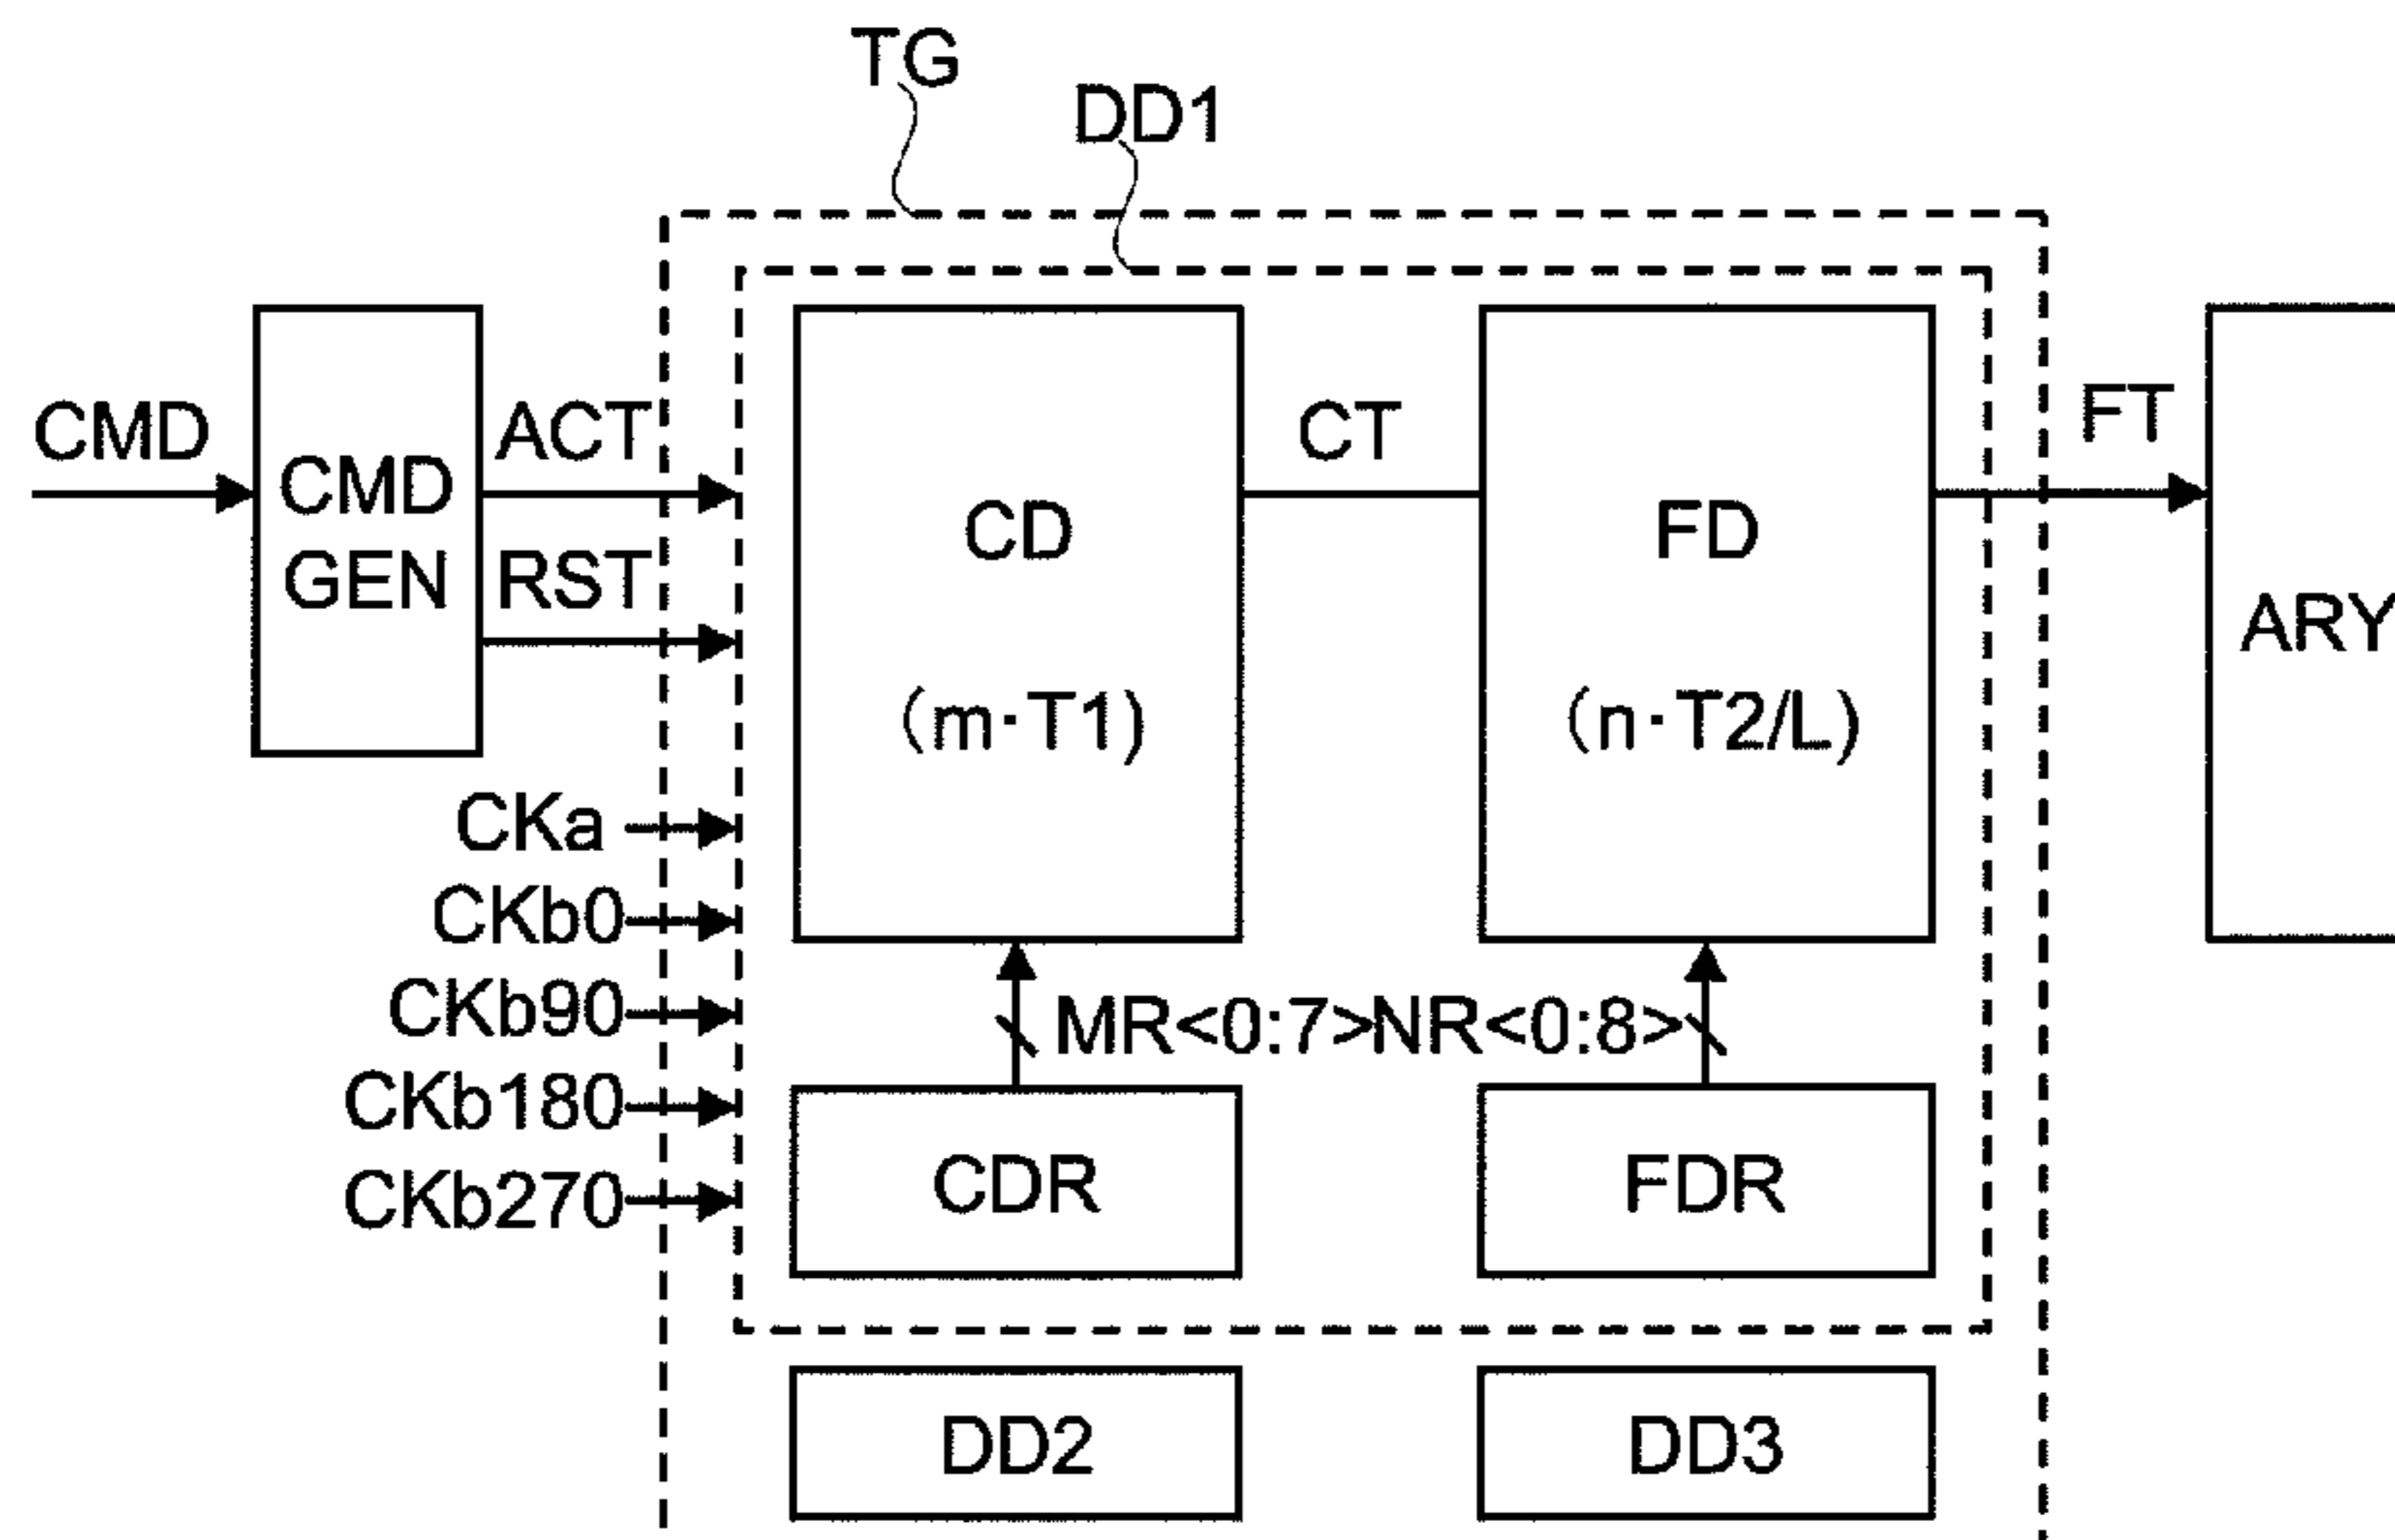 TG
DD1
CMD
CMD
GEN
ACT
RST
CD
(m·T1)
CT
FD
(n·T2/L)
FT
ARY
CKa
CKb0
CKb90
CKb180
CKb270
MR<0:7>
NR<0:8>
CDR
FDR
DD2
DD3